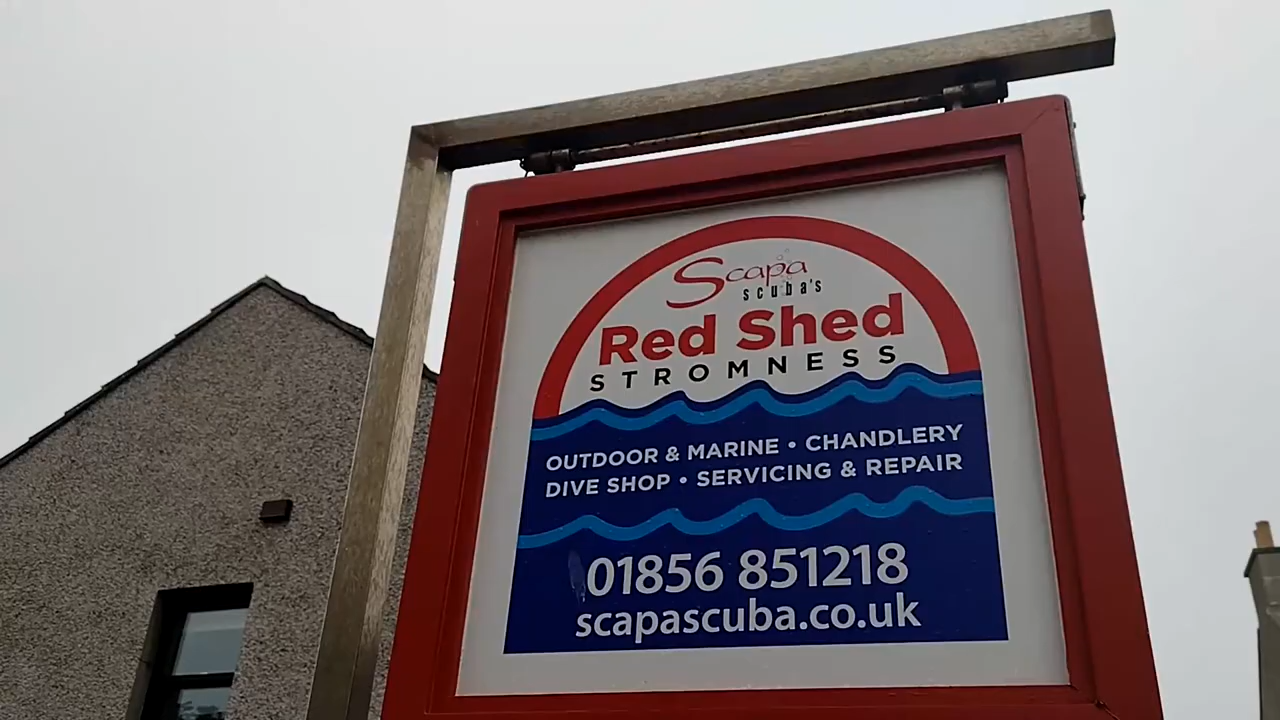 Scapa
scuba's
Red Shed
STROMNESS
OUTDOOR & MARINE • CHANDLERY
DIVE SHOP • SERVICING & REPAIR
01856 851218
scapascuba.co.uk